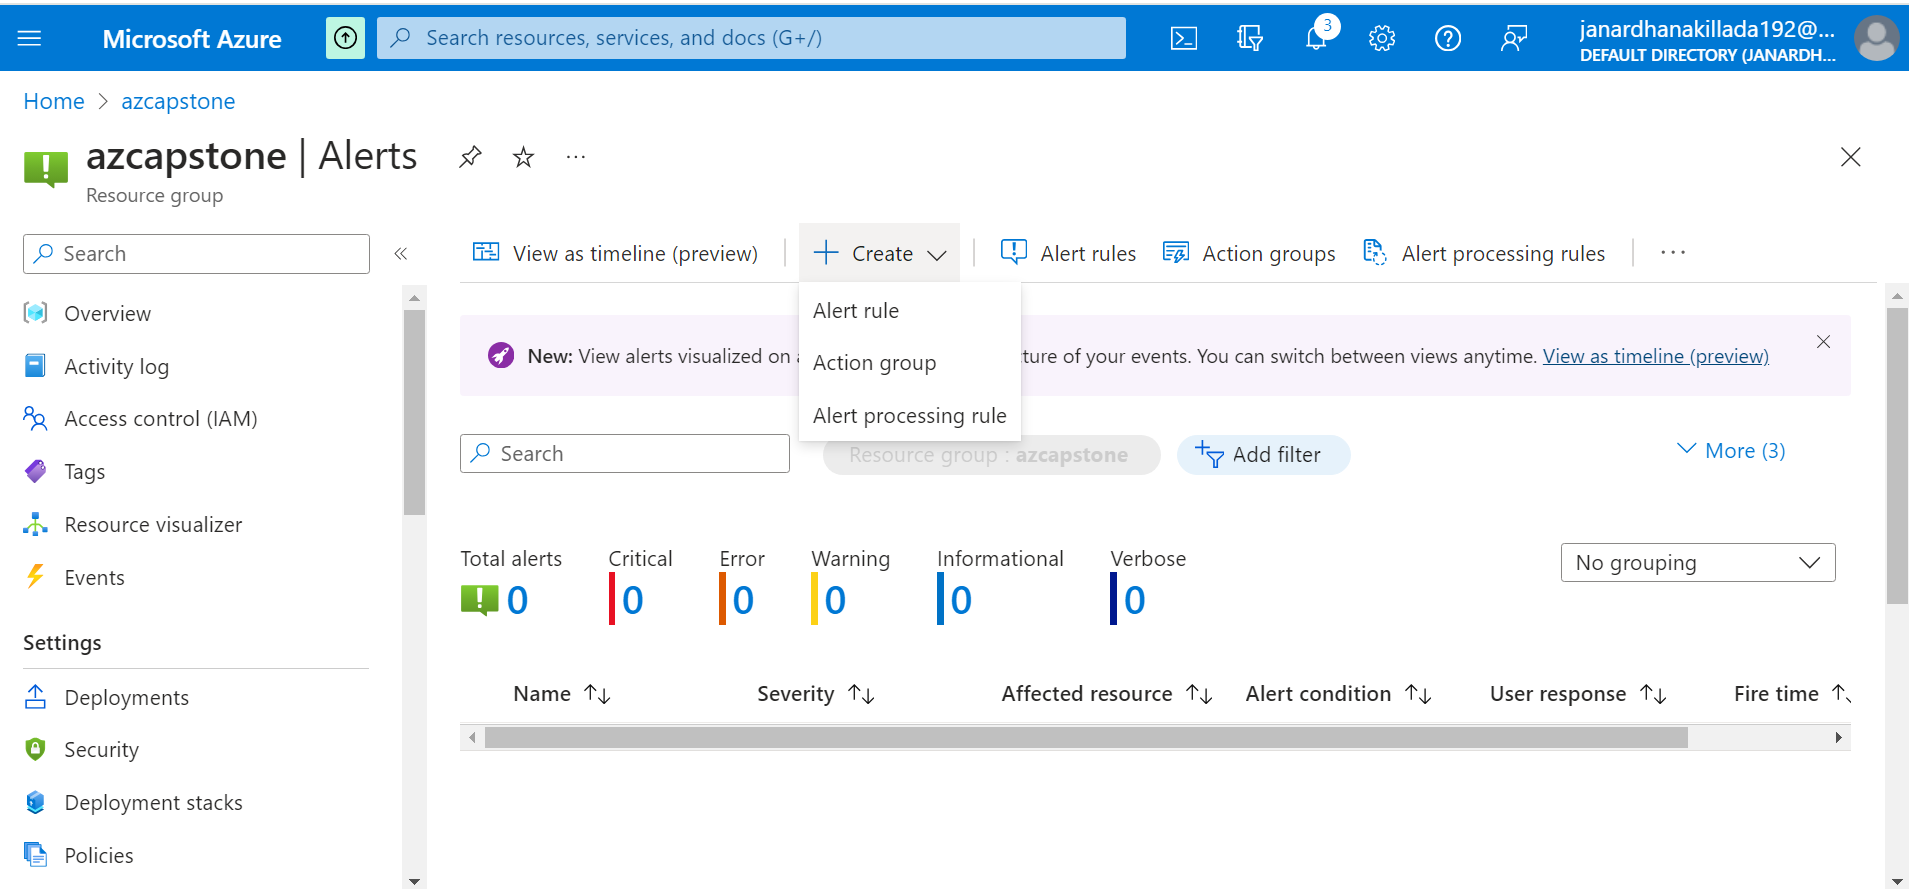 Microsoft Azure
Search resources, services, and docs (G+/)
3
janardhanakillada192@...
DEFAULT DIRECTORY (JANARDH...
Home > azcapstone
azcapstone | Alerts
...
Resource group
Search
«
View as timeline (preview)
+ Create
Alert rules
Action groups
Alert processing rules
...
Overview
Activity log
Access control (IAM)
Tags
Resource visualizer
Events
Settings
Deployments
Security
Deployment stacks
Policies
Alert rule
Action group
Alert processing rule
New: View alerts visualized on a
ture of your events. You can switch between views anytime. View as timeline (preview)
Search
Resource group : azcapstone
Add filter
More (3)
Total alerts Critical Error Warning Informational Verbose
0 0 0 0 0 0
No grouping
Name Severity Affected resource Alert condition User response Fire time